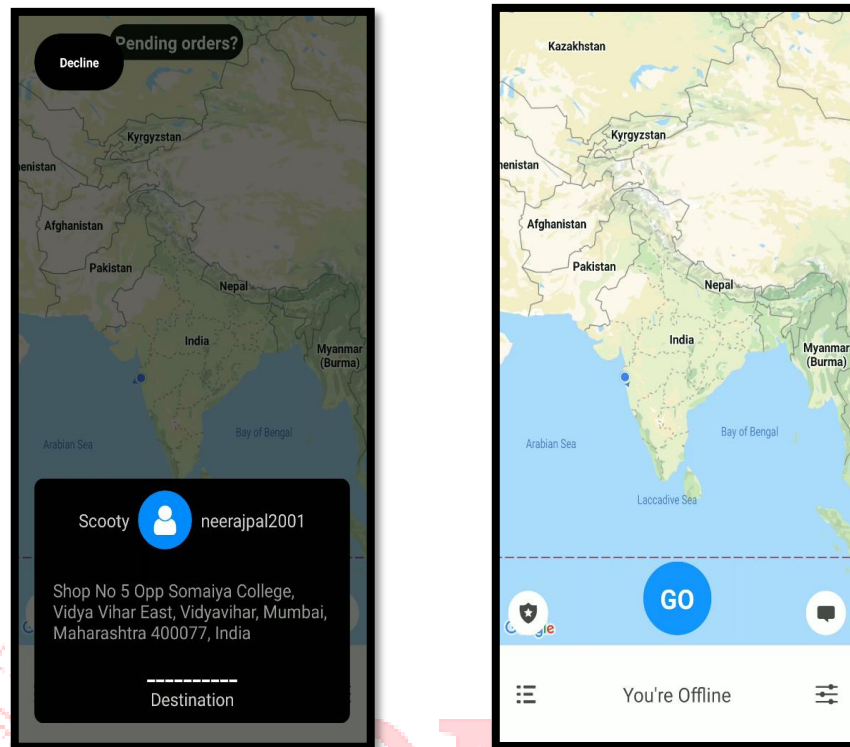 Pending orders?
Decline
Kyrgyzstan
enistan
Afghanistan
Pakistan
Nepal
India
Myanmar
(Burma)
Bay of Bengal
Arabian Sea
Scooty
neerajpal2001
Shop No 5 Opp Somaiya College,
Vidya Vihar East, Vidyavihar, Mumbai,
Maharashtra 400077, India
Destination
Kazakhstan
Kyrgyzstan
enistan
Afghanistan
Pakistan
Nepal
India
Myanmar
(Burma)
Bay of Bengal
Arabian Sea
Laccadive Sea
GO
You're Offline